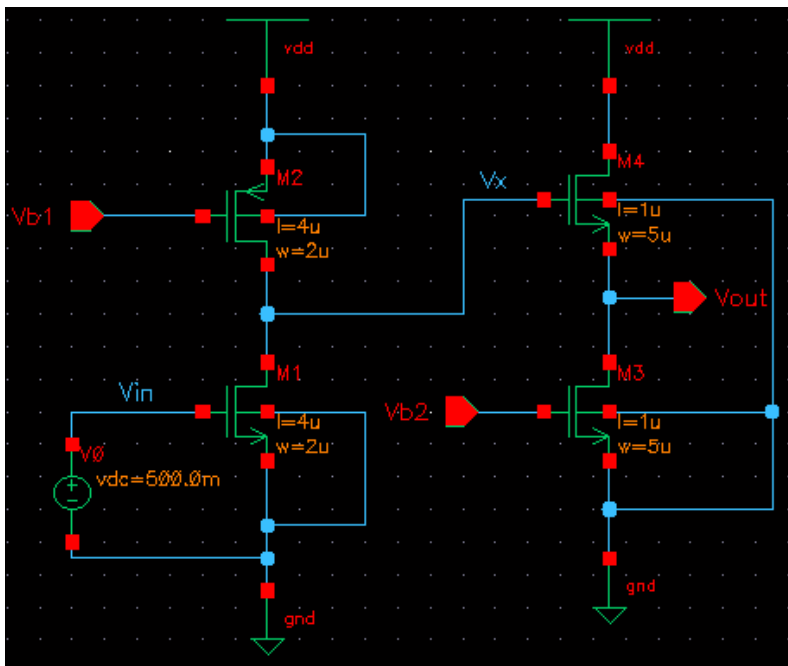 vdd
vdd
M2
Vb1
l=4u
w=2u
Vx
M4
l=1u
w=5u
Vout
M1
Vin
l=4u
w=2u
V0
vdc=500.0m
M3
Vb2
l=1u
w=5u
gnd
gnd